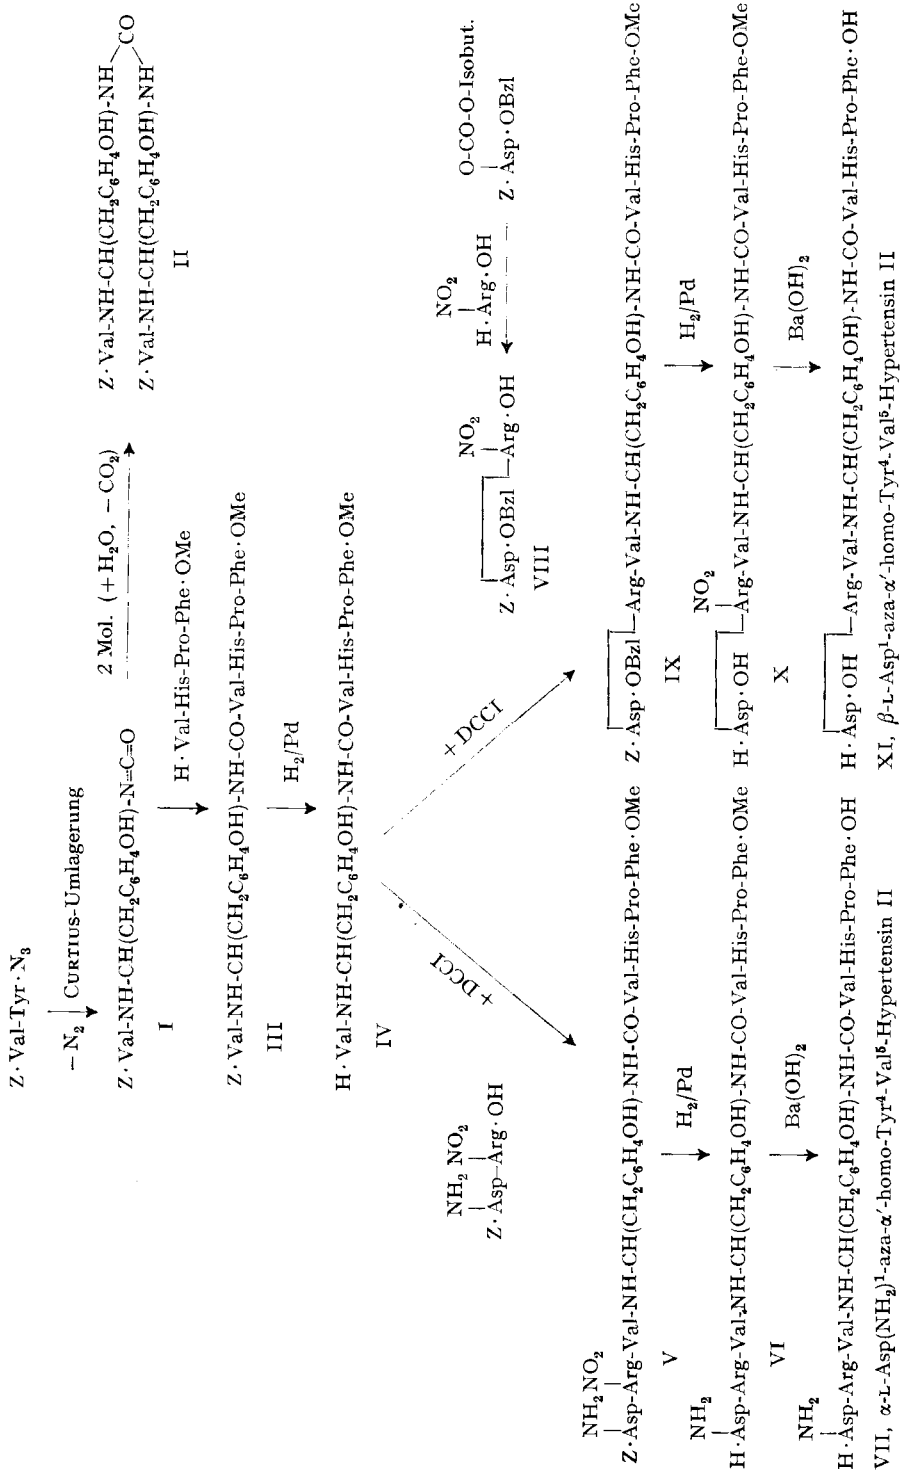 Z·Val-Tyr·N₃
−N₂ CURTIUS-Umlagerung
Z·Val-NH-CH(CH₂C₆H₄OH)-N=C=O
I
2 Mol. (+ H₂O, − CO₂)
Z·Val-NH-CH(CH₂C₆H₄OH)-NH
CO
Z·Val-NH-CH(CH₂C₆H₄OH)-NH
II
H·Val-His-Pro-Phe·OMe
Z·Val-NH-CH(CH₂C₆H₄OH)-NH-CO-Val-His-Pro-Phe·OMe
III
H₂/Pd
H·Val-NH-CH(CH₂C₆H₄OH)-NH-CO-Val-His-Pro-Phe·OMe
IV
+ DCCI
+ DCCI
NH₂ NO₂
Z·Asp-Arg·OH
NO₂
Z·Asp·OBzl Arg·OH
VIII
NO₂
H·Arg·OH
O-CO-O-Isobut.
Z·Asp·OBzl
NH₂ NO₂
Z·Asp-Arg-Val-NH-CH(CH₂C₆H₄OH)-NH-CO-Val-His-Pro-Phe·OMe
V
H₂/Pd
NH₂
H·Asp-Arg-Val-NH-CH(CH₂C₆H₄OH)-NH-CO-Val-His-Pro-Phe·OMe
VI
Ba(OH)₂
NH₂
H·Asp-Arg-Val-NH-CH(CH₂C₆H₄OH)-NH-CO-Val-His-Pro-Phe·OH
VII, α-L-Asp(NH₂)¹-aza-α′-homo-Tyr⁴-Val⁵-Hypertensin II
Z·Asp·OBzl Arg-Val-NH-CH(CH₂C₆H₄OH)-NH-CO-Val-His-Pro-Phe-OMe
IX
H₂/Pd
NO₂
H·Asp·OH Arg-Val-NH-CH(CH₂C₆H₄OH)-NH-CO-Val-His-Pro-Phe-OMe
X
Ba(OH)₂
H·Asp·OH Arg-Val-NH-CH(CH₂C₆H₄OH)-NH-CO-Val-His-Pro-Phe·OH
XI, β-L-Asp¹-aza-α′-homo-Tyr⁴-Val⁵-Hypertensin II